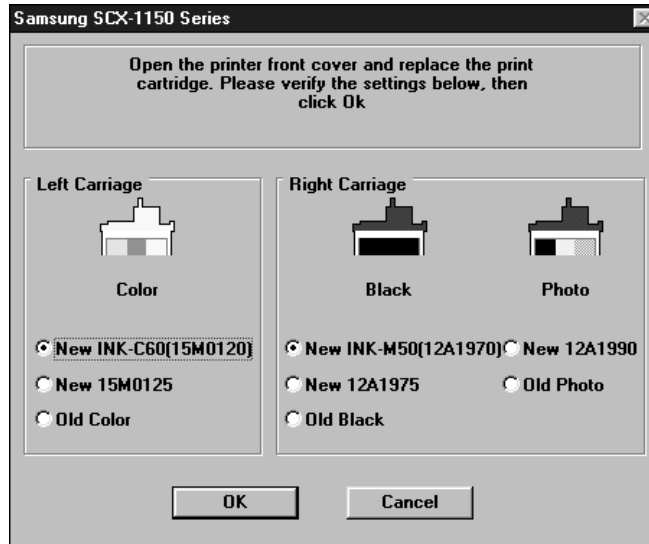 Samsung SCX-1150 Series
Open the printer front cover and replace the print
cartridge. Please verify the settings below, then
click Ok
Left Carriage
Color
New INK-C60(15M0120)
New 15M0125
Old Color
Right Carriage
Black
Photo
New INK-M50(12A1970)
New 12A1990
New 12A1975
Old Photo
Old Black
OK
Cancel